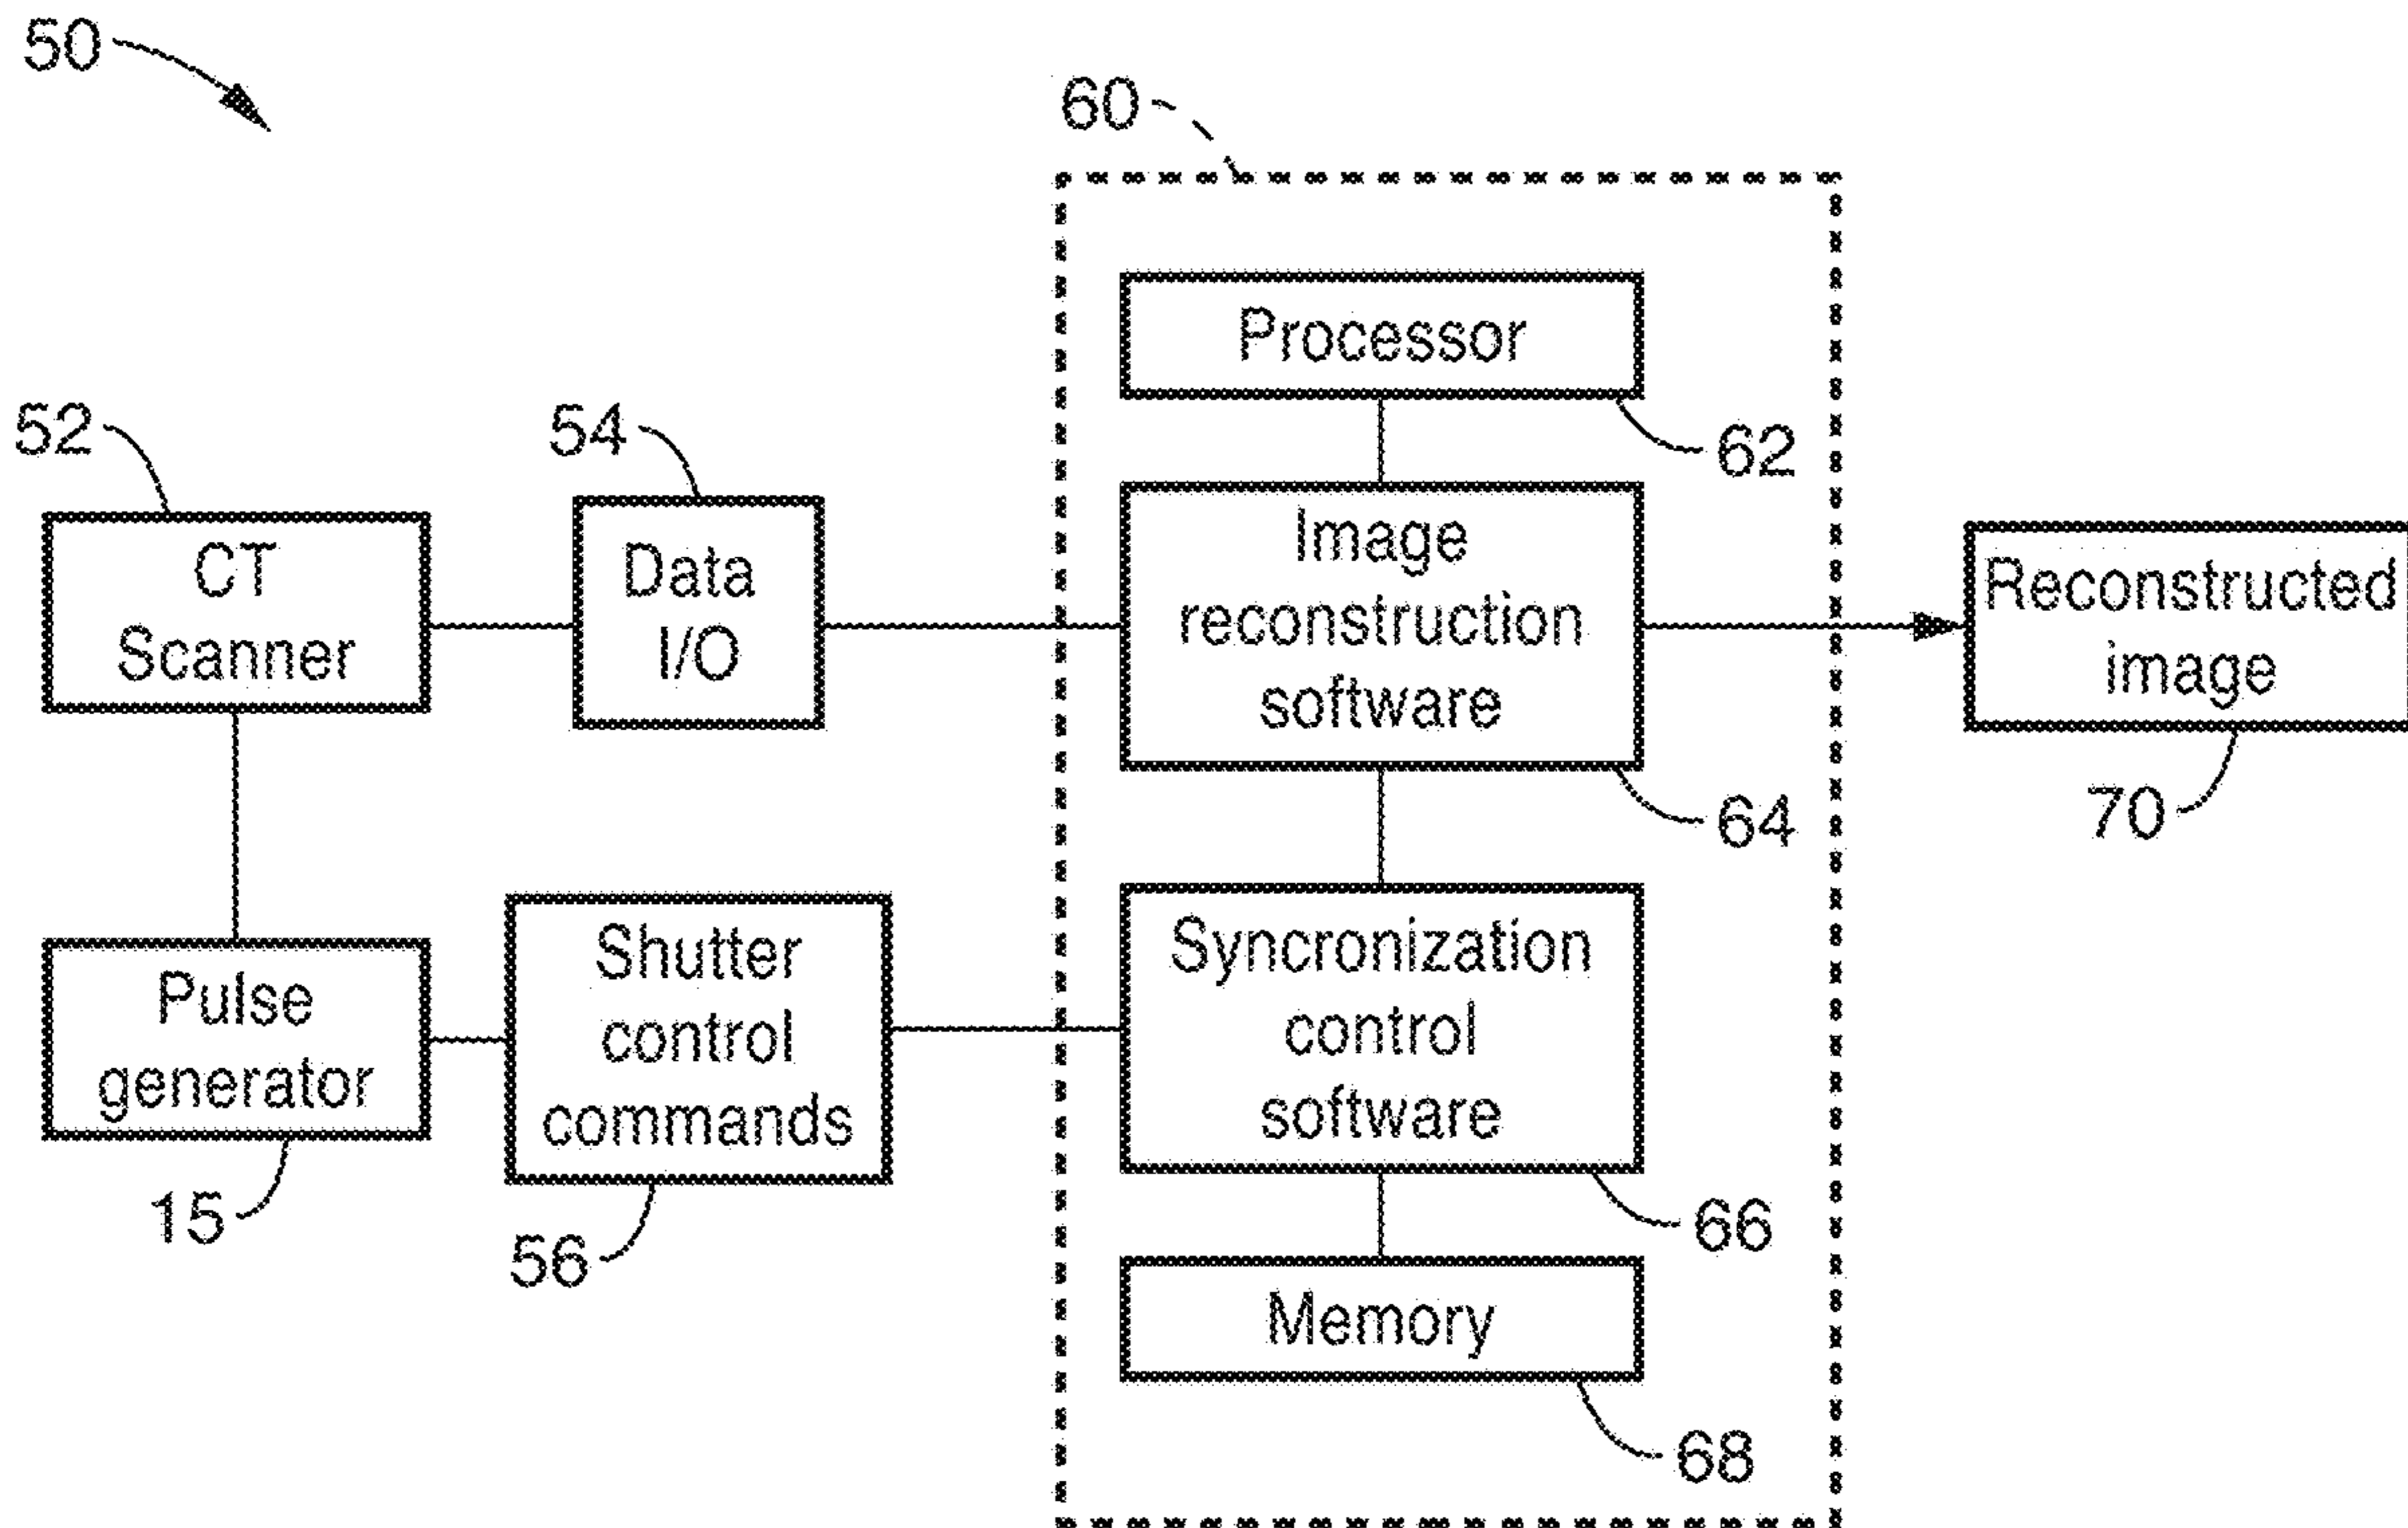 50
60
Processor
62
52
54
CT
Scanner
Data
I/O
Image
reconstruction
software
64
Reconstructed
image
70
Pulse
generator
15
Shutter
control
commands
56
Syncronization
control
software
66
Memory
68